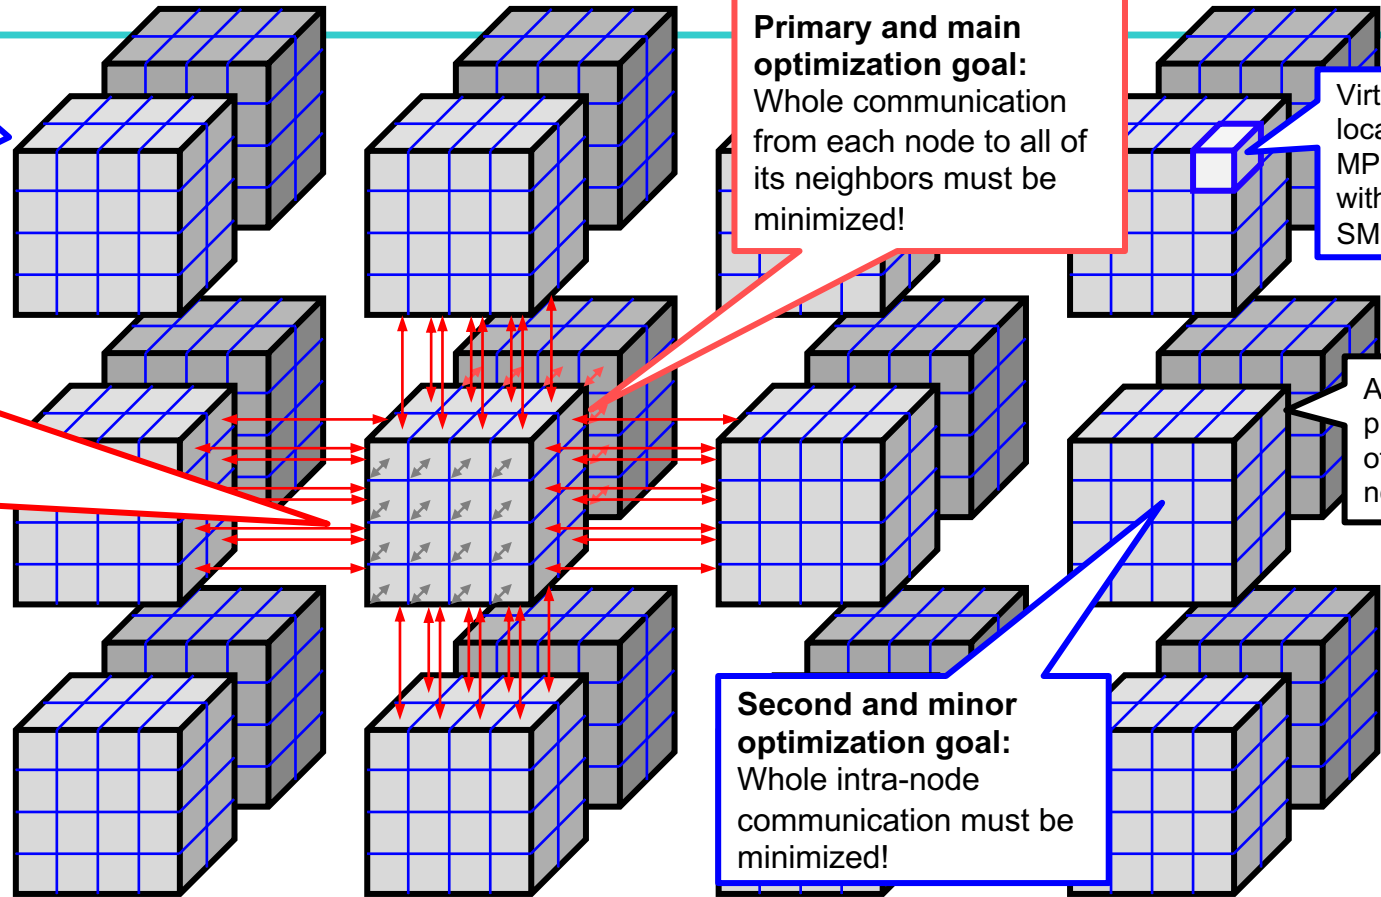 Primary and main
optimization goal:
Whole communication
from each node to all of
its neighbors must be
minimized!
Second and minor
optimization goal:
Whole intra-node
communication must be
minimized!